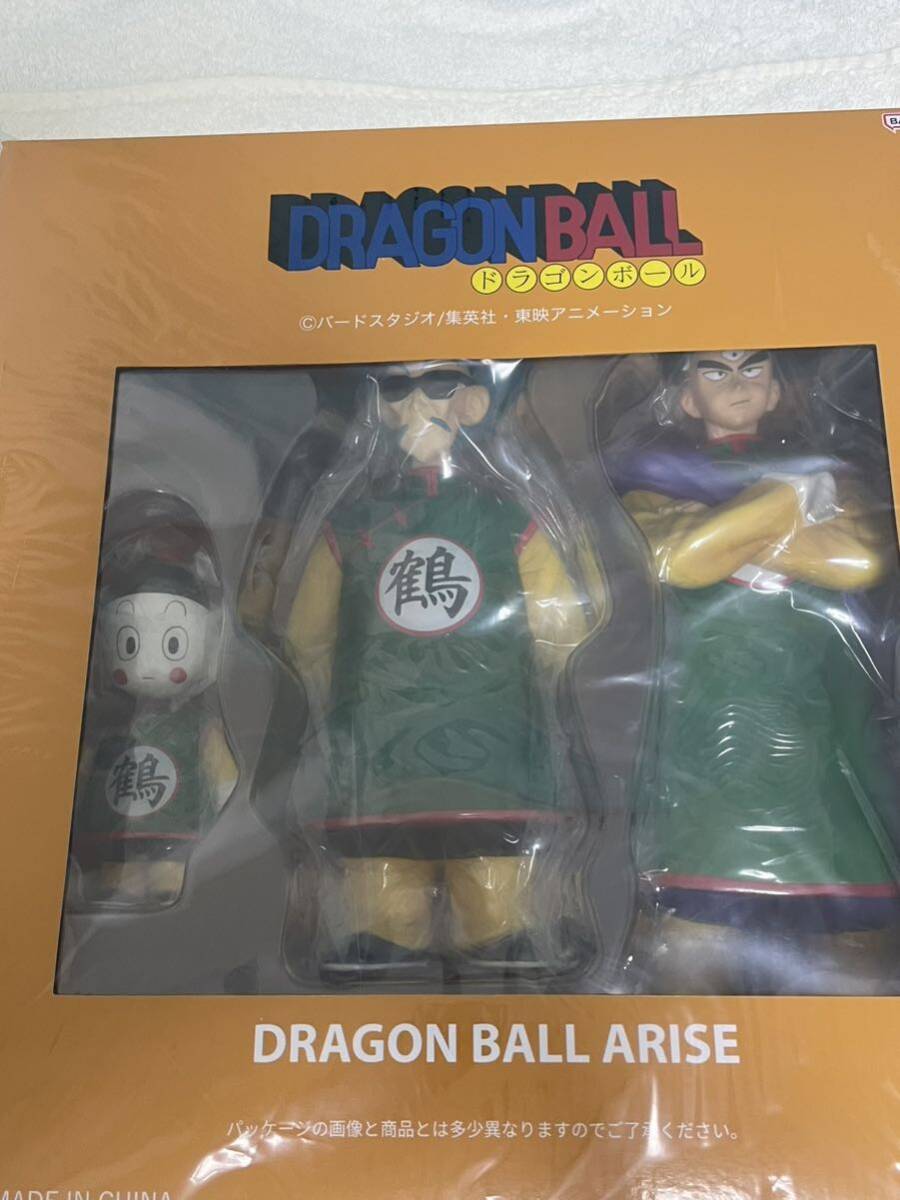 BA
DRAGON BALL
ドラゴンボール
©バードスタジオ/集英社・東映アニメーション
鶴
鶴
DRAGON BALL ARISE
パッケージの画像と商品とは多少異なりますのでご了承ください。
MADE IN CHINA